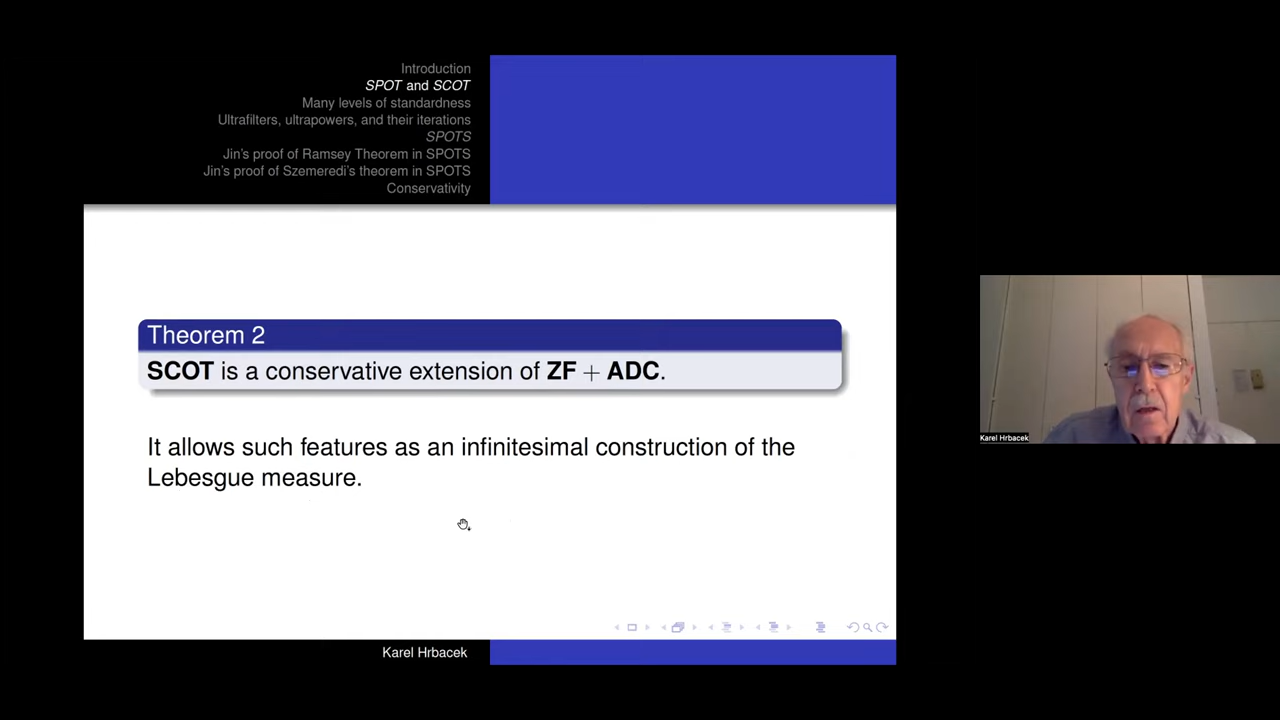 Introduction
SPOT and SCOT
Many levels of standardness
Ultrafilters, ultrapowers, and their iterations
SPOTS
Jin's proof of Ramsey Theorem in SPOTS
Jin's proof of Szemeredi's theorem in SPOTS
Conservativity
Theorem 2
SCOT is a conservative extension of ZF + ADC.
It allows such features as an infinitesimal construction of the
Lebesgue measure.
Karel Hrbacek
Karel Hrbacek